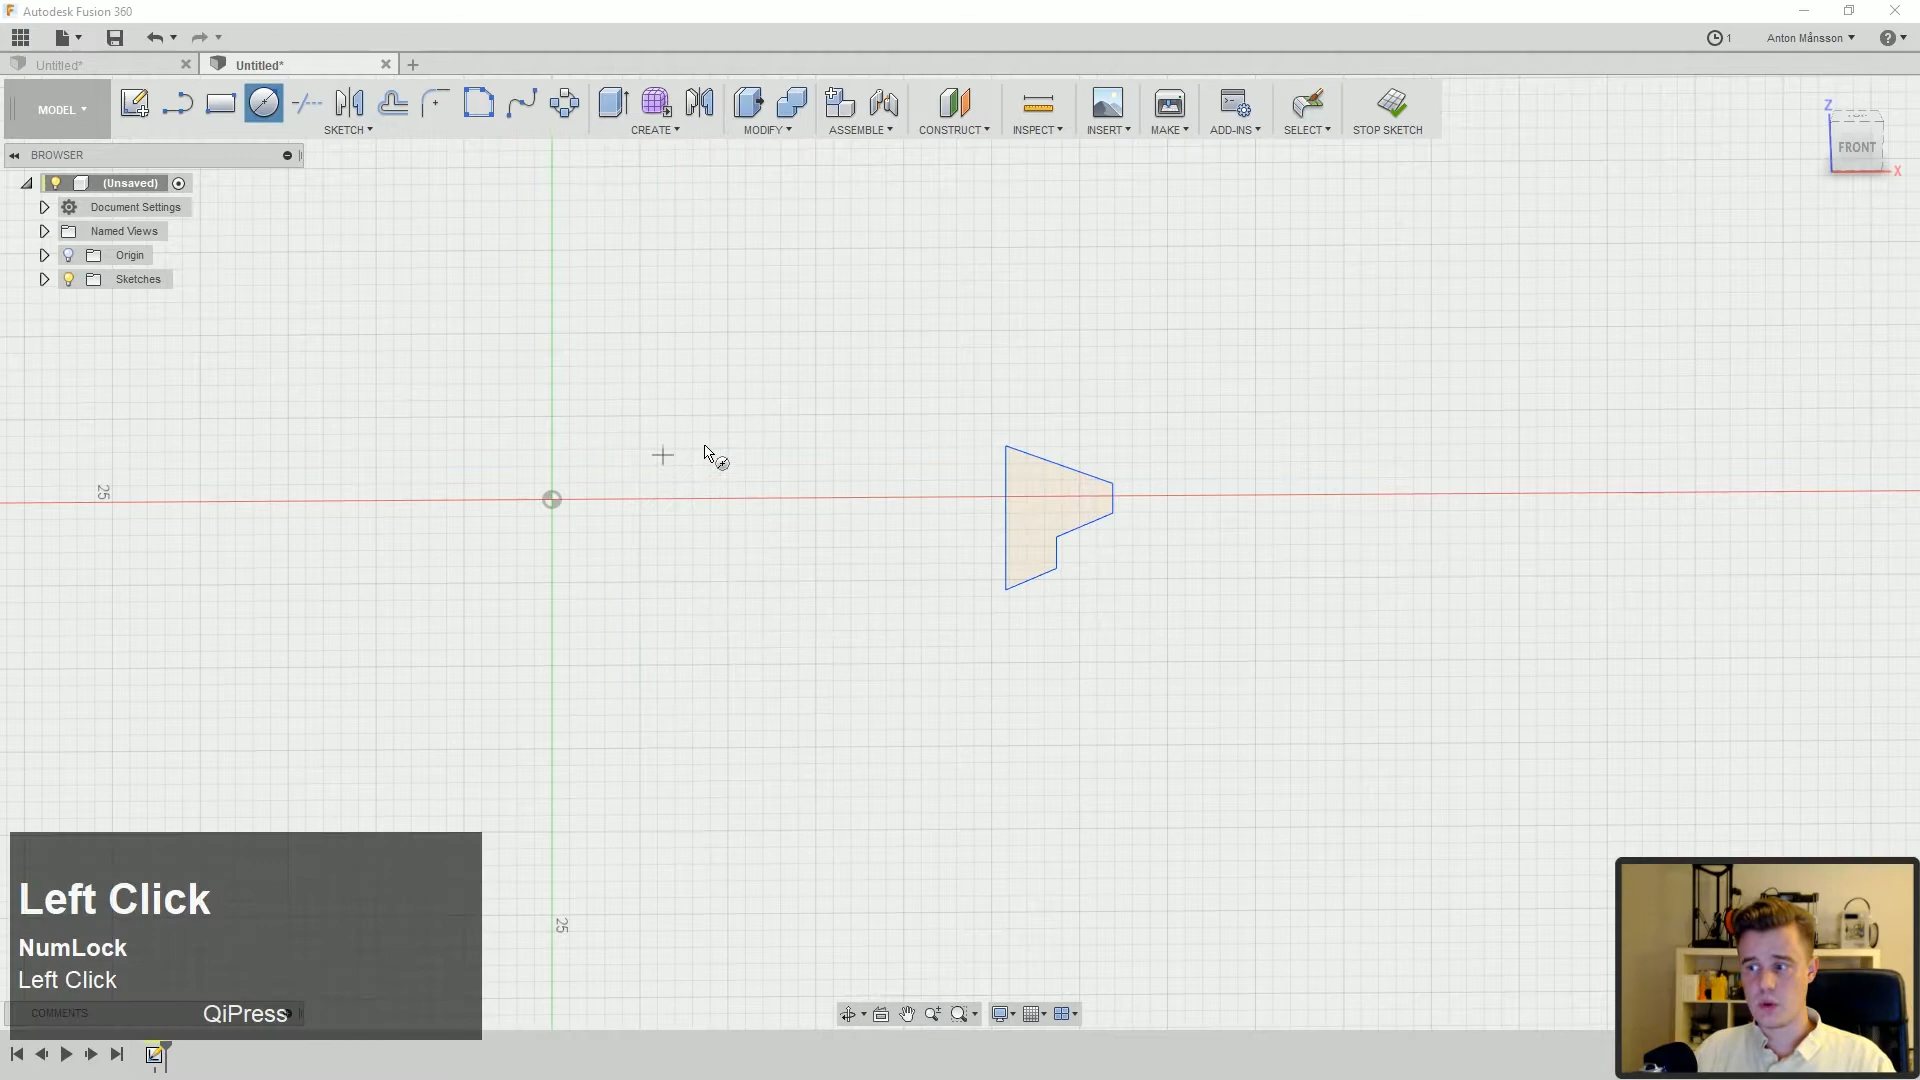 Autodesk Fusion 360
1
Anton Månsson
Untitled*
Untitled*
MODEL
SKETCH
CREATE
MODIFY
ASSEMBLE
CONSTRUCT
INSPECT
INSERT
MAKE
ADD-INS
SELECT
STOP SKETCH
BROWSER
(Unsaved)
Document Settings
Named Views
Origin
Sketches
Z
TOP
FRONT
X
25
25
Left Click
NumLock
Left Click
COMMENTS
QiPress